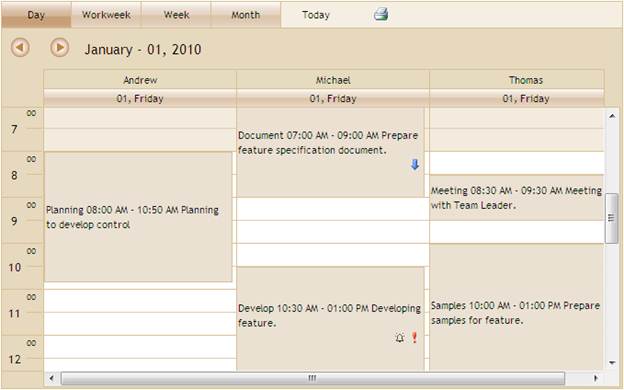 Day Workweek Week Month Today
January - 01, 2010
Andrew Michael Thomas
01, Friday 01, Friday 01, Friday
7 00
Document 07:00 AM - 09:00 AM Prepare
feature specification document.
8 00
Meeting 08:30 AM - 09:30 AM Meeting
with Team Leader.
Planning 08:00 AM - 10:50 AM Planning
to develop control
9 00
10 00
11 00
Develop 10:30 AM - 01:00 PM Developing
feature.
Samples 10:00 AM - 01:00 PM Prepare
samples for feature.
12 00